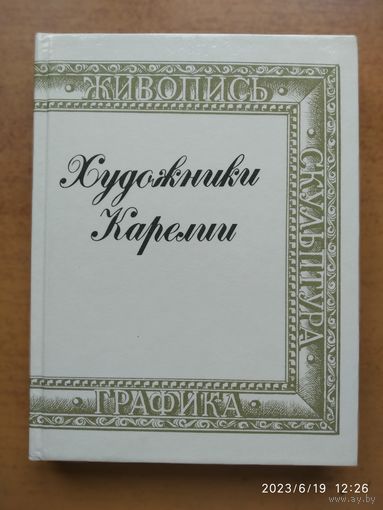 ЖИВОПИСЬ
Художники
Карелии
СКУЛЬПТУРА
ГРАФИКА
2023/6/19 12:26
www.ay.by